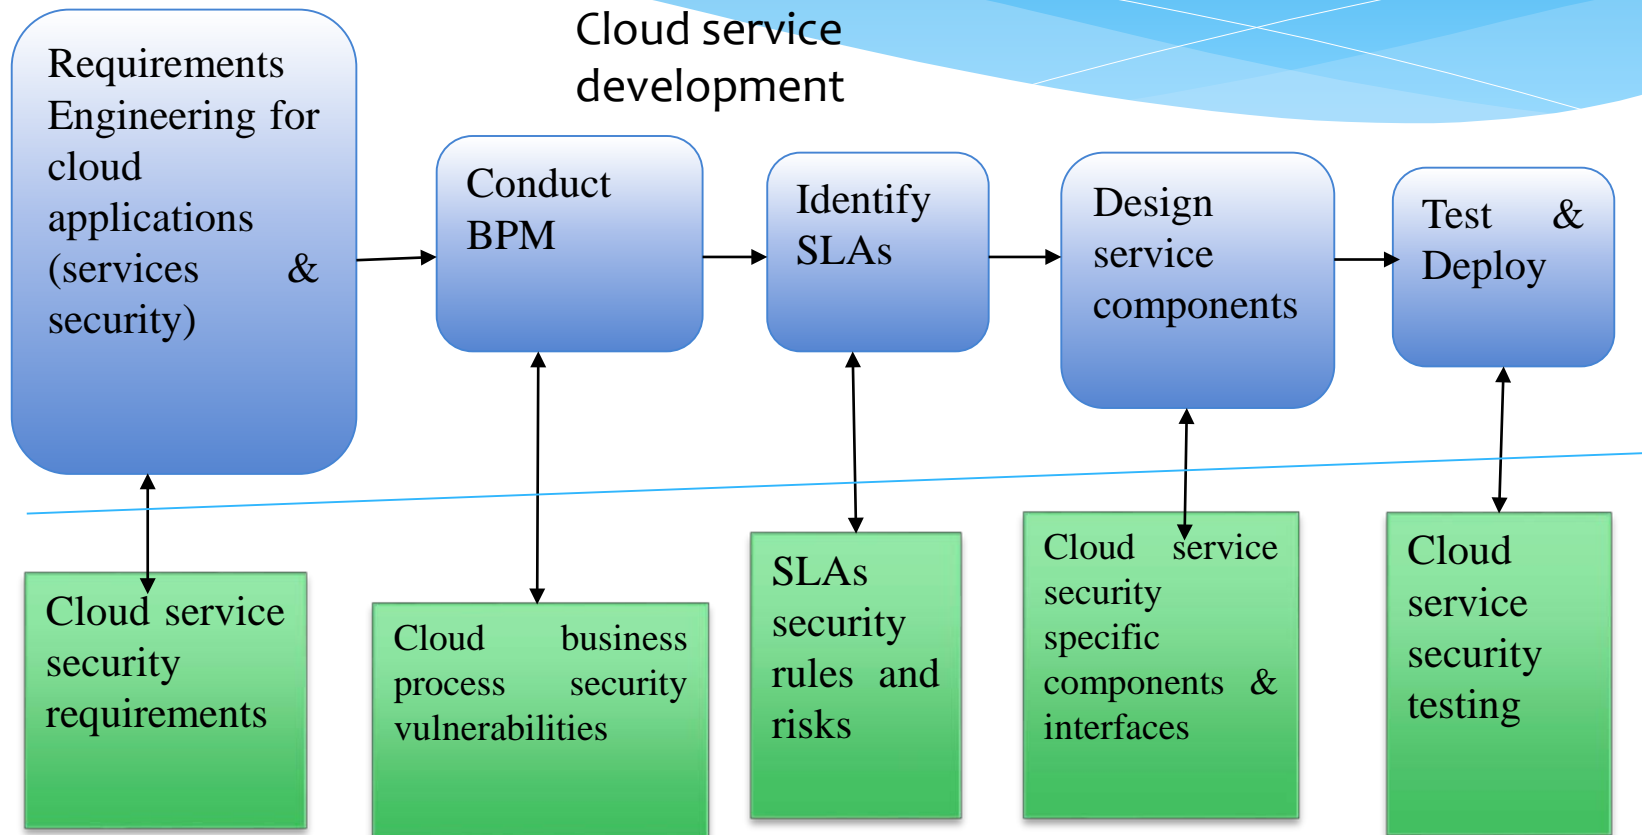 Cloud service
development
Requirements
Engineering for
cloud
applications
(services &
security)
Conduct
BPM
Identify
SLAs
Design
service
components
Test &
Deploy
Cloud service
security
requirements
Cloud business
process security
vulnerabilities
SLAs
security
rules and
risks
Cloud service
security
specific
components &
interfaces
Cloud
service
security
testing